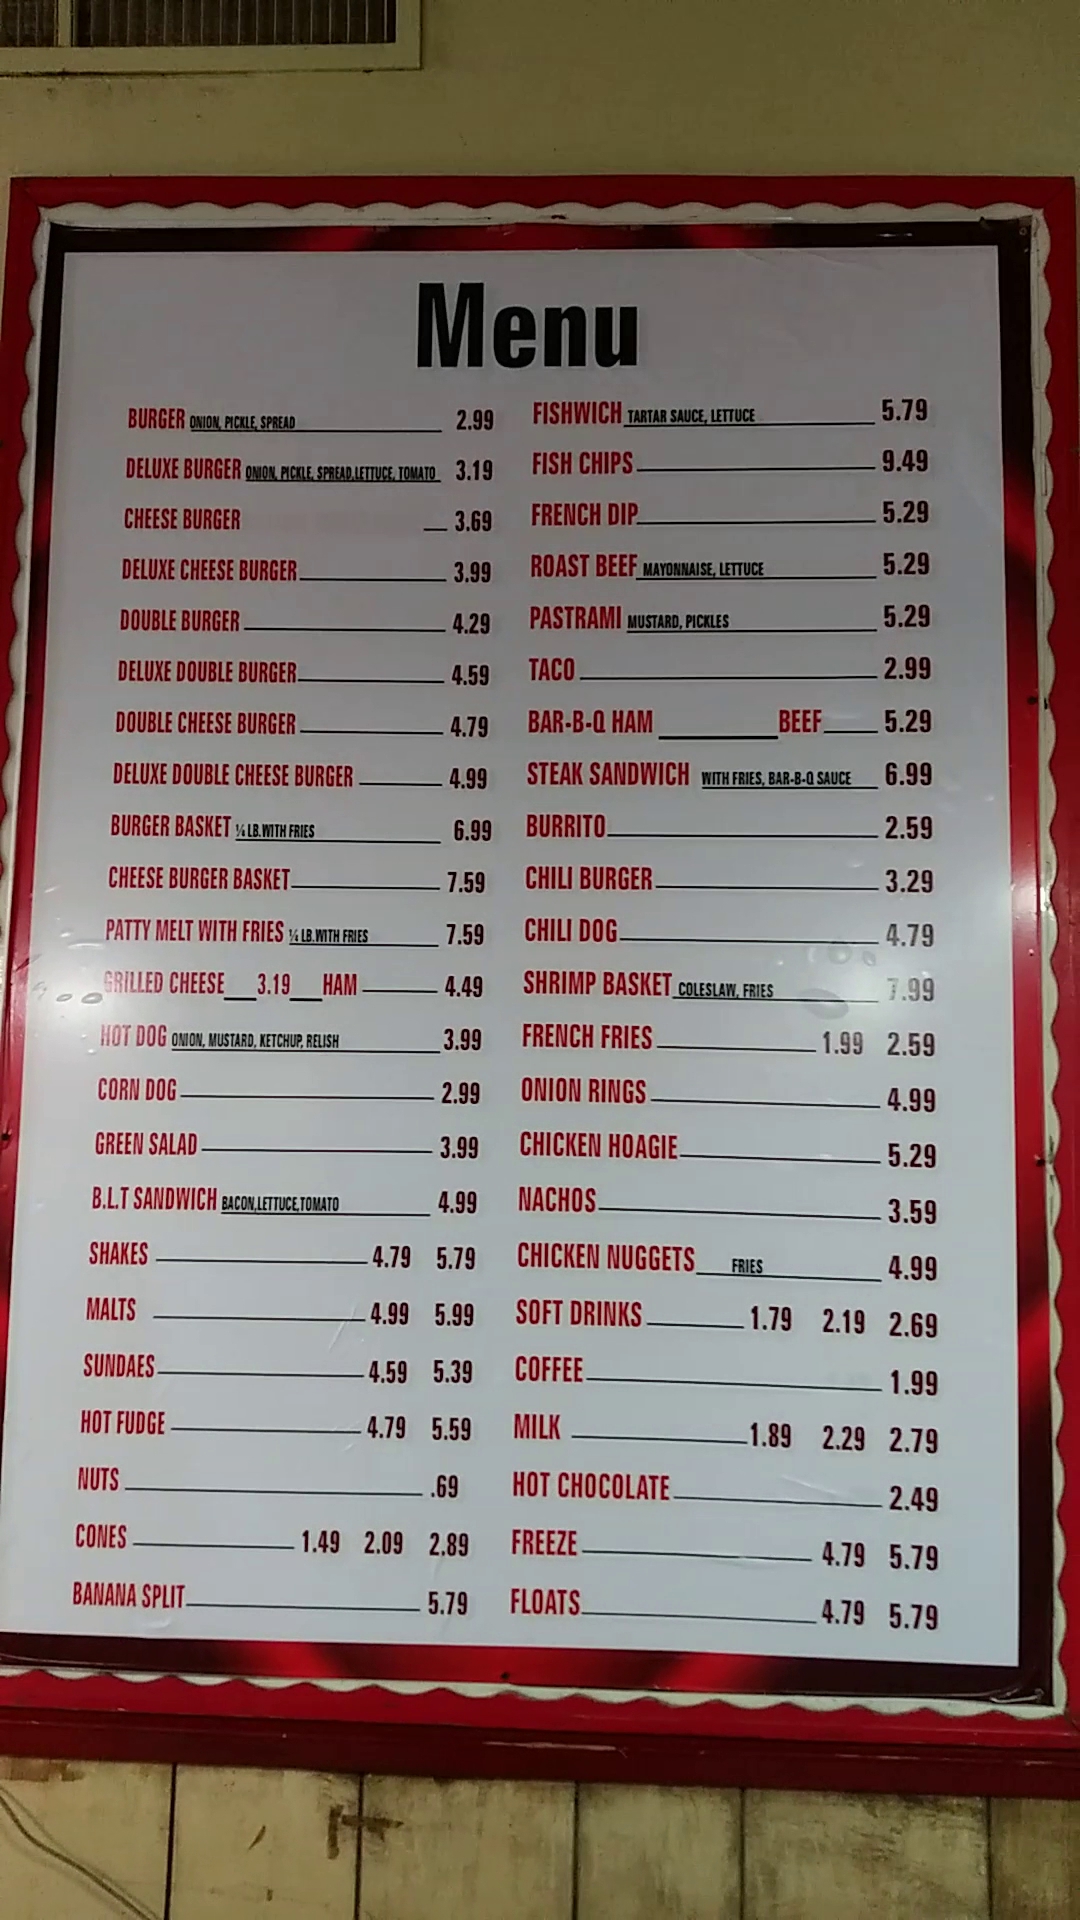 Menu
BURGER ONION, PICKLE, SPREAD 2.99
DELUXE BURGER ONION, PICKLE, SPREAD,LETTUCE, TOMATO 3.19
CHEESE BURGER 3.69
DELUXE CHEESE BURGER 3.99
DOUBLE BURGER 4.29
DELUXE DOUBLE BURGER 4.59
DOUBLE CHEESE BURGER 4.79
DELUXE DOUBLE CHEESE BURGER 4.99
BURGER BASKET ¼ LB.WITH FRIES 6.99
CHEESE BURGER BASKET 7.59
PATTY MELT WITH FRIES ¼ LB.WITH FRIES 7.59
GRILLED CHEESE 3.19 HAM 4.49
HOT DOG ONION, MUSTARD, KETCHUP, RELISH 3.99
CORN DOG 2.99
GREEN SALAD 3.99
B.L.T SANDWICH BACON,LETTUCE,TOMATO 4.99
SHAKES 4.79 5.79
MALTS 4.99 5.99
SUNDAES 4.59 5.39
HOT FUDGE 4.79 5.59
NUTS .69
CONES 1.49 2.09 2.89
BANANA SPLIT 5.79
FISHWICH TARTAR SAUCE, LETTUCE 5.79
FISH CHIPS 9.49
FRENCH DIP 5.29
ROAST BEEF MAYONNAISE, LETTUCE 5.29
PASTRAMI MUSTARD, PICKLES 5.29
TACO 2.99
BAR-B-Q HAM BEEF 5.29
STEAK SANDWICH WITH FRIES, BAR-B-Q SAUCE 6.99
BURRITO 2.59
CHILI BURGER 3.29
CHILI DOG 4.79
SHRIMP BASKET COLESLAW, FRIES 7.99
FRENCH FRIES 1.99 2.59
ONION RINGS 4.99
CHICKEN HOAGIE 5.29
NACHOS 3.59
CHICKEN NUGGETS FRIES 4.99
SOFT DRINKS 1.79 2.19 2.69
COFFEE 1.99
MILK 1.89 2.29 2.79
HOT CHOCOLATE 2.49
FREEZE 4.79 5.79
FLOATS 4.79 5.79